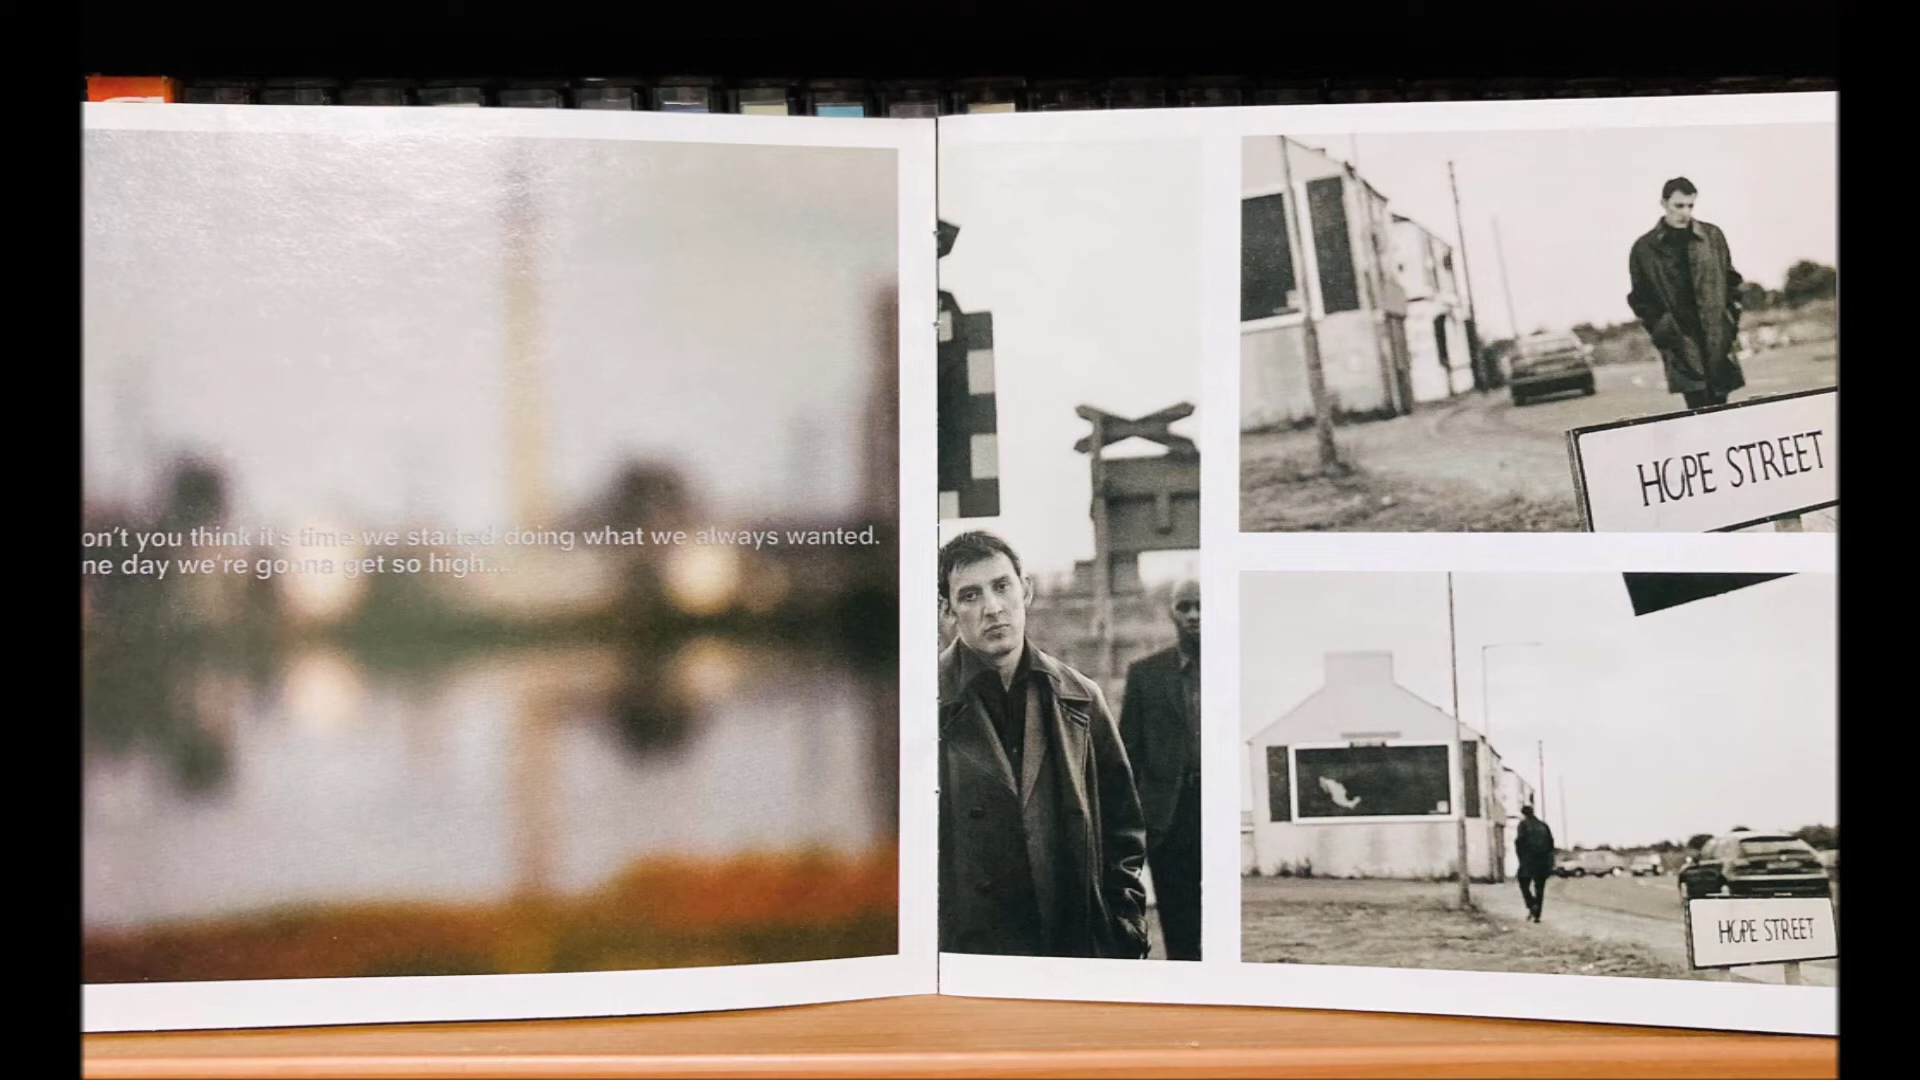 on't you think it's time we started doing what we always wanted.
ne day we're gonna get so high...
HOPE STREET
HOPE STREET